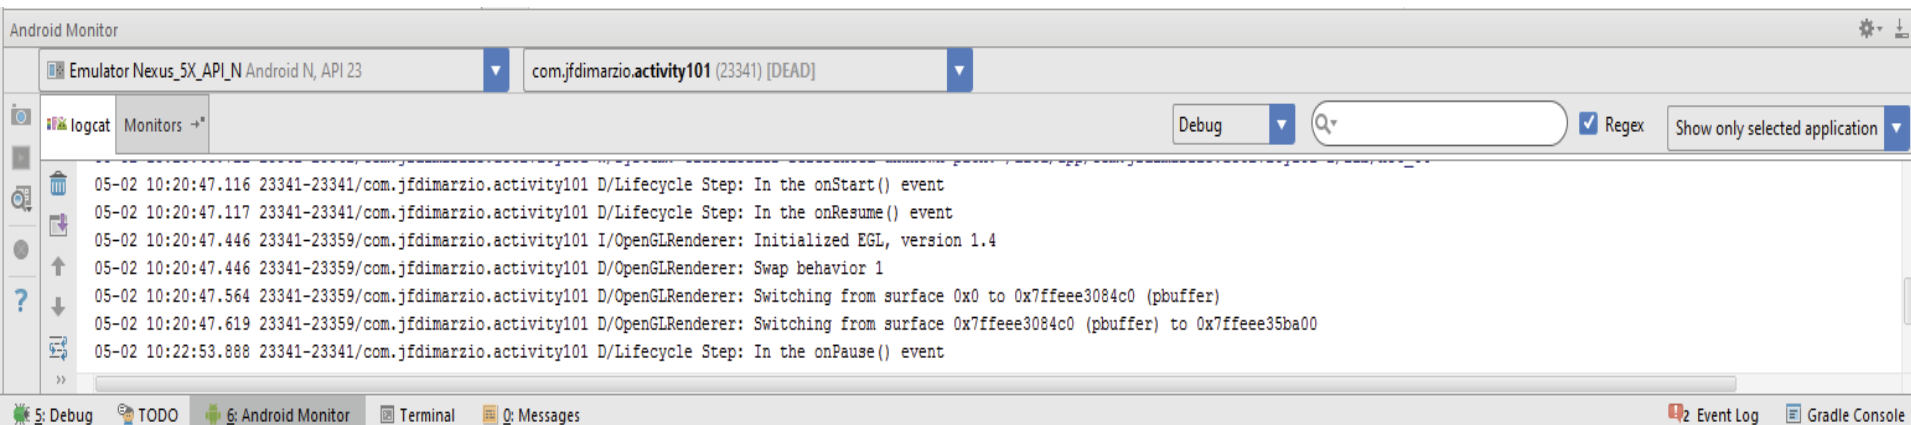 Android Monitor
Emulator Nexus_5X_API_N Android N, API 23 com.jfdimarzio.activity101 (23341) [DEAD]
logcat Monitors Debug Regex Show only selected application
05-02 10:20:47.116 23341-23341/com.jfdimarzio.activity101 D/Lifecycle Step: In the onStart() event
05-02 10:20:47.117 23341-23341/com.jfdimarzio.activity101 D/Lifecycle Step: In the onResume() event
05-02 10:20:47.446 23341-23359/com.jfdimarzio.activity101 I/OpenGLRenderer: Initialized EGL, version 1.4
05-02 10:20:47.446 23341-23359/com.jfdimarzio.activity101 D/OpenGLRenderer: Swap behavior 1
05-02 10:20:47.564 23341-23359/com.jfdimarzio.activity101 D/OpenGLRenderer: Switching from surface 0x0 to 0x7ffeee3084c0 (pbuffer)
05-02 10:20:47.619 23341-23359/com.jfdimarzio.activity101 D/OpenGLRenderer: Switching from surface 0x7ffeee3084c0 (pbuffer) to 0x7ffeee35ba00
05-02 10:22:53.888 23341-23341/com.jfdimarzio.activity101 D/Lifecycle Step: In the onPause() event
5: Debug TODO 6: Android Monitor Terminal 0: Messages 2 Event Log Gradle Console